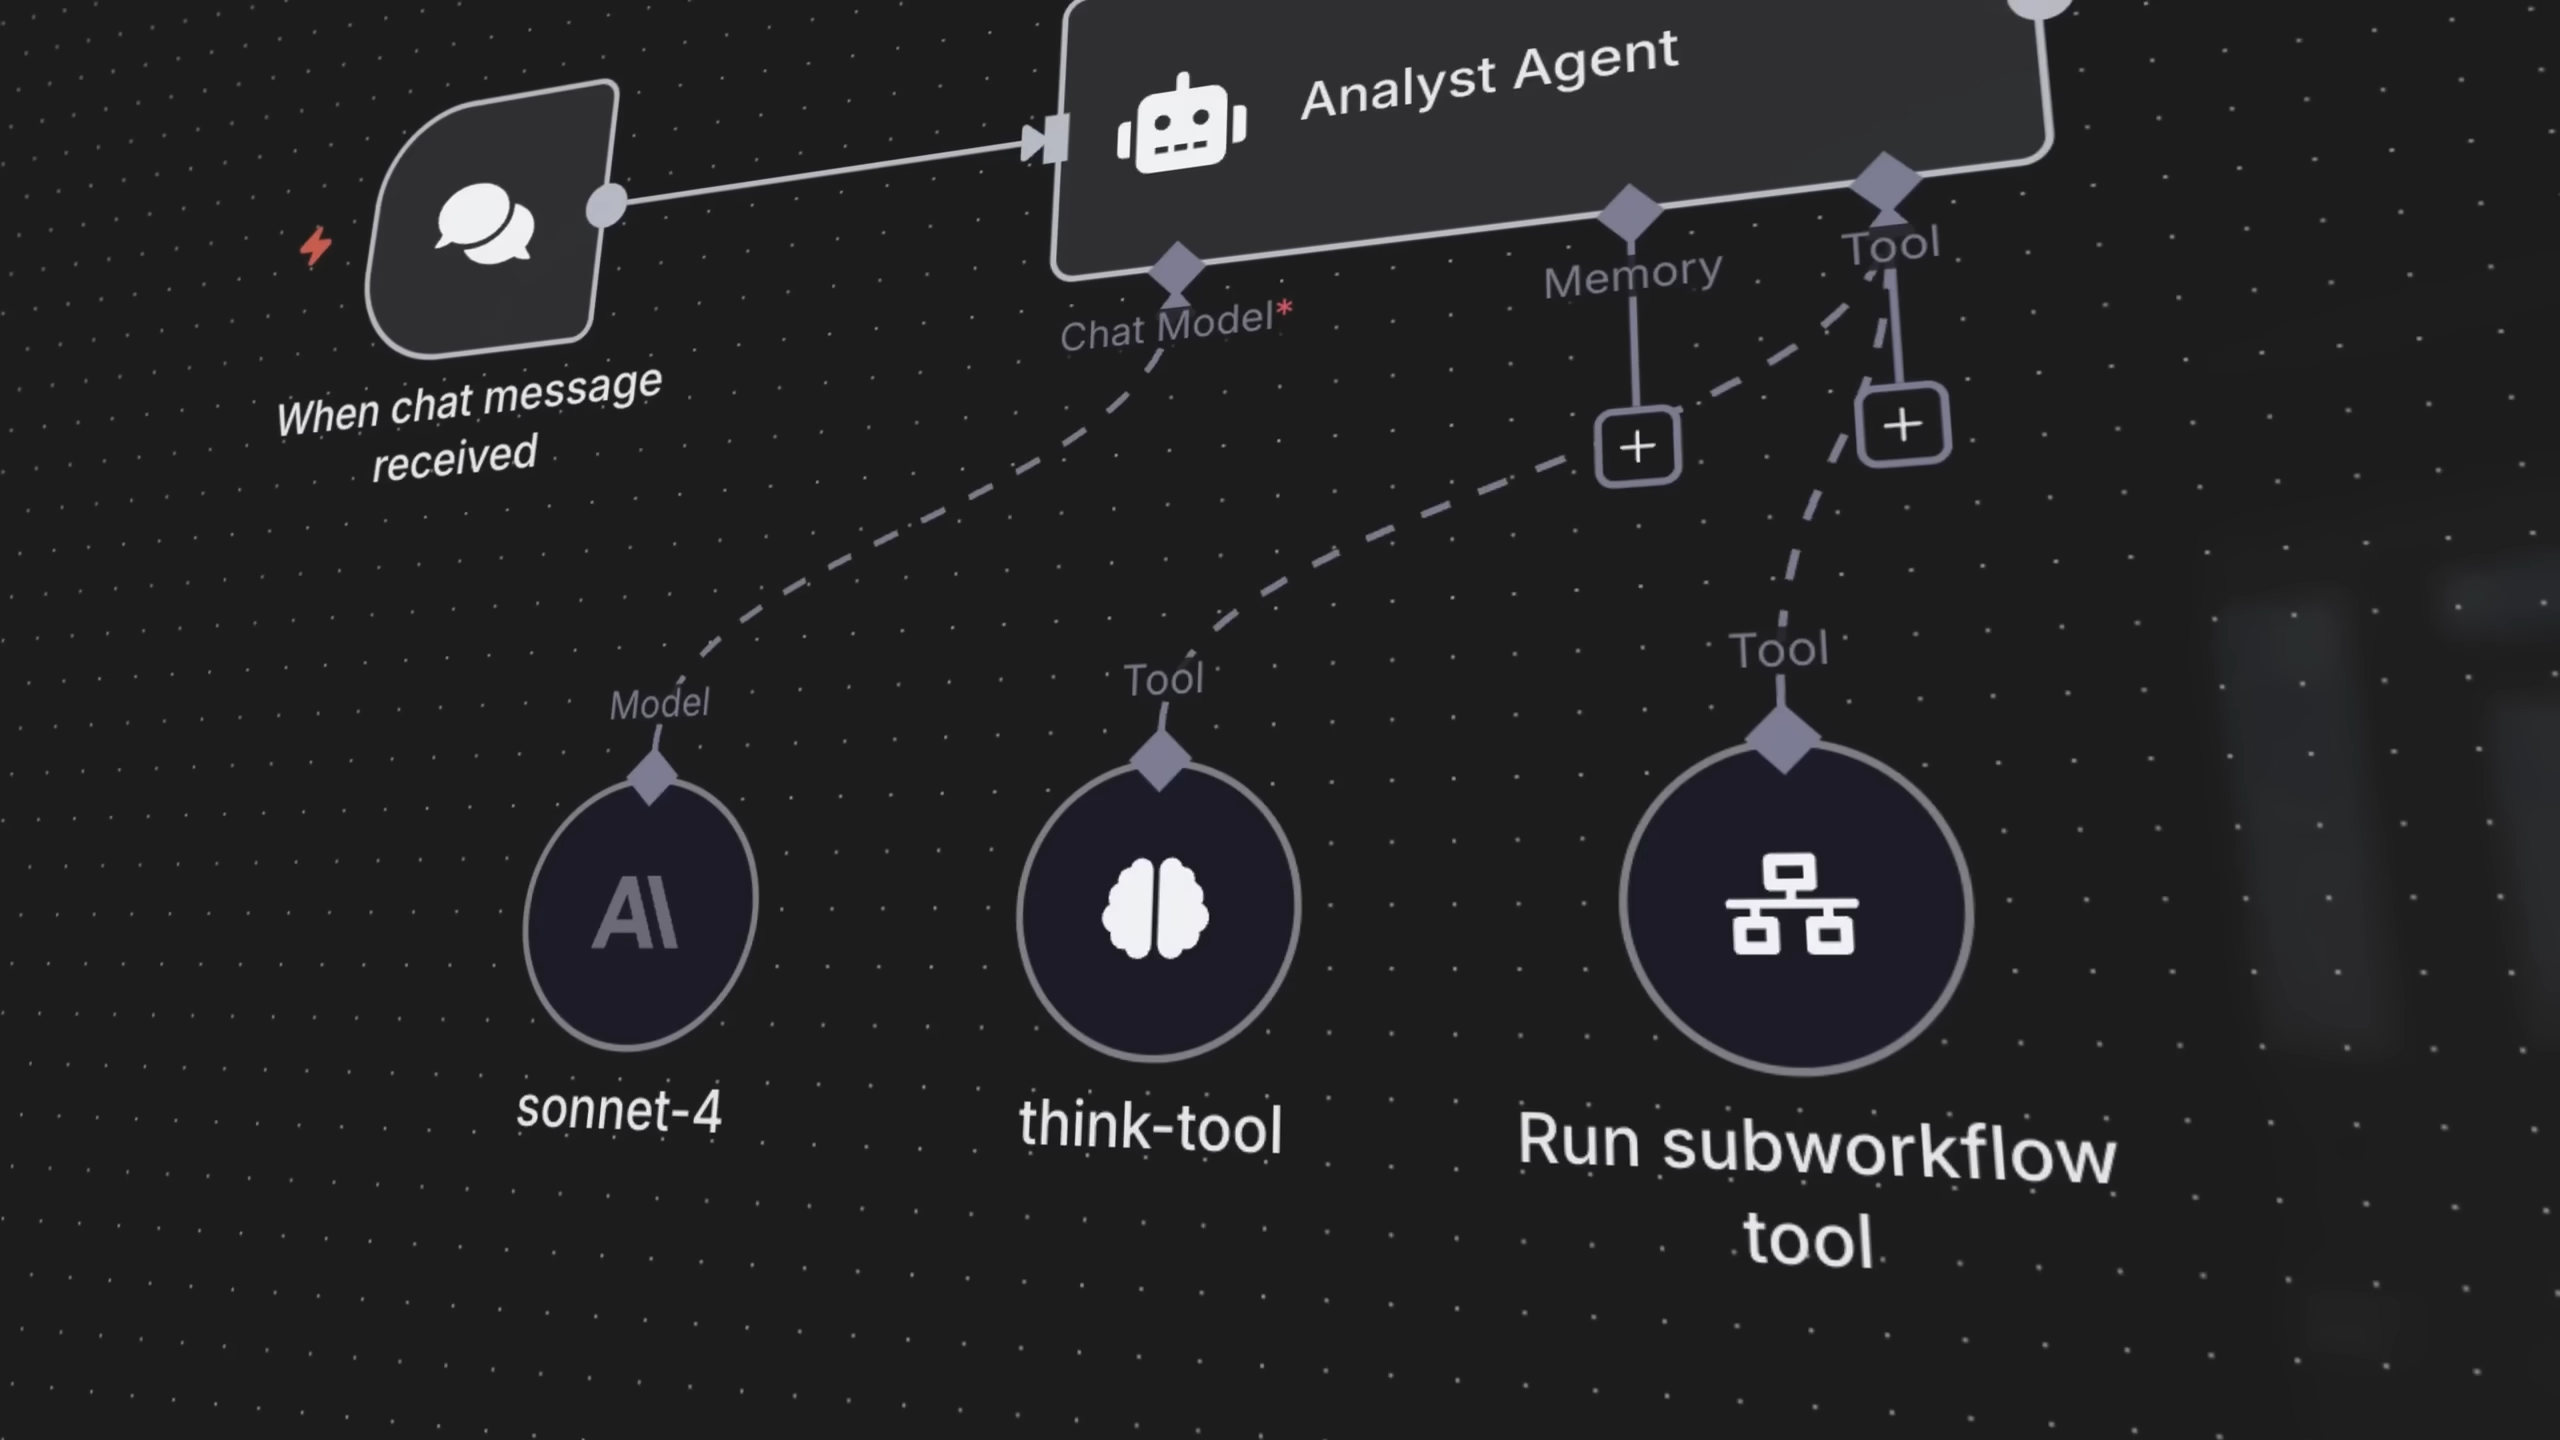 Analyst Agent
Chat Model*
Memory
Tool
When chat message
received
Model
Tool
Tool
AI
sonnet-4
think-tool
Run subworkflow
tool